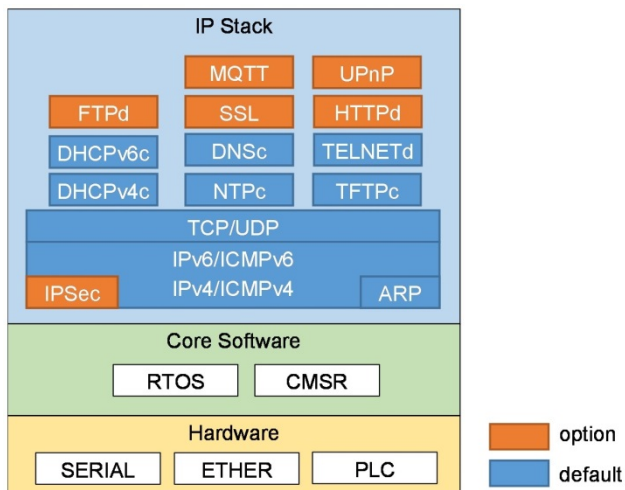 IP Stack
MQTT UPnP
FTPd SSL HTTPd
DHCPv6c DNSc TELNETd
DHCPv4c NTPc TFTPc
TCP/UDP
IPv6/ICMPv6
IPSec IPv4/ICMPv4 ARP
Core Software
RTOS CMSR
Hardware
SERIAL ETHER PLC
option
default